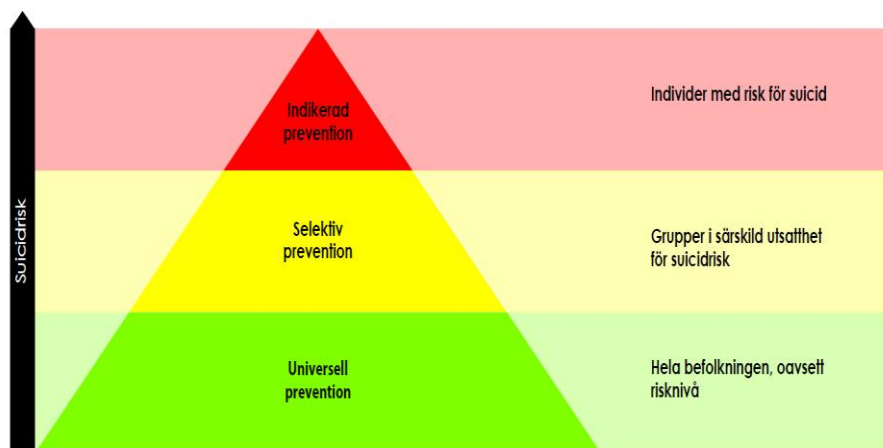 Indikerad
prevention
Individer med risk för suicid
Selektiv
prevention
Grupper i särskild utsatthet
för suicidrisk
Universell
prevention
Hela befolkningen, oavsett
risknivå
Suicidrisk